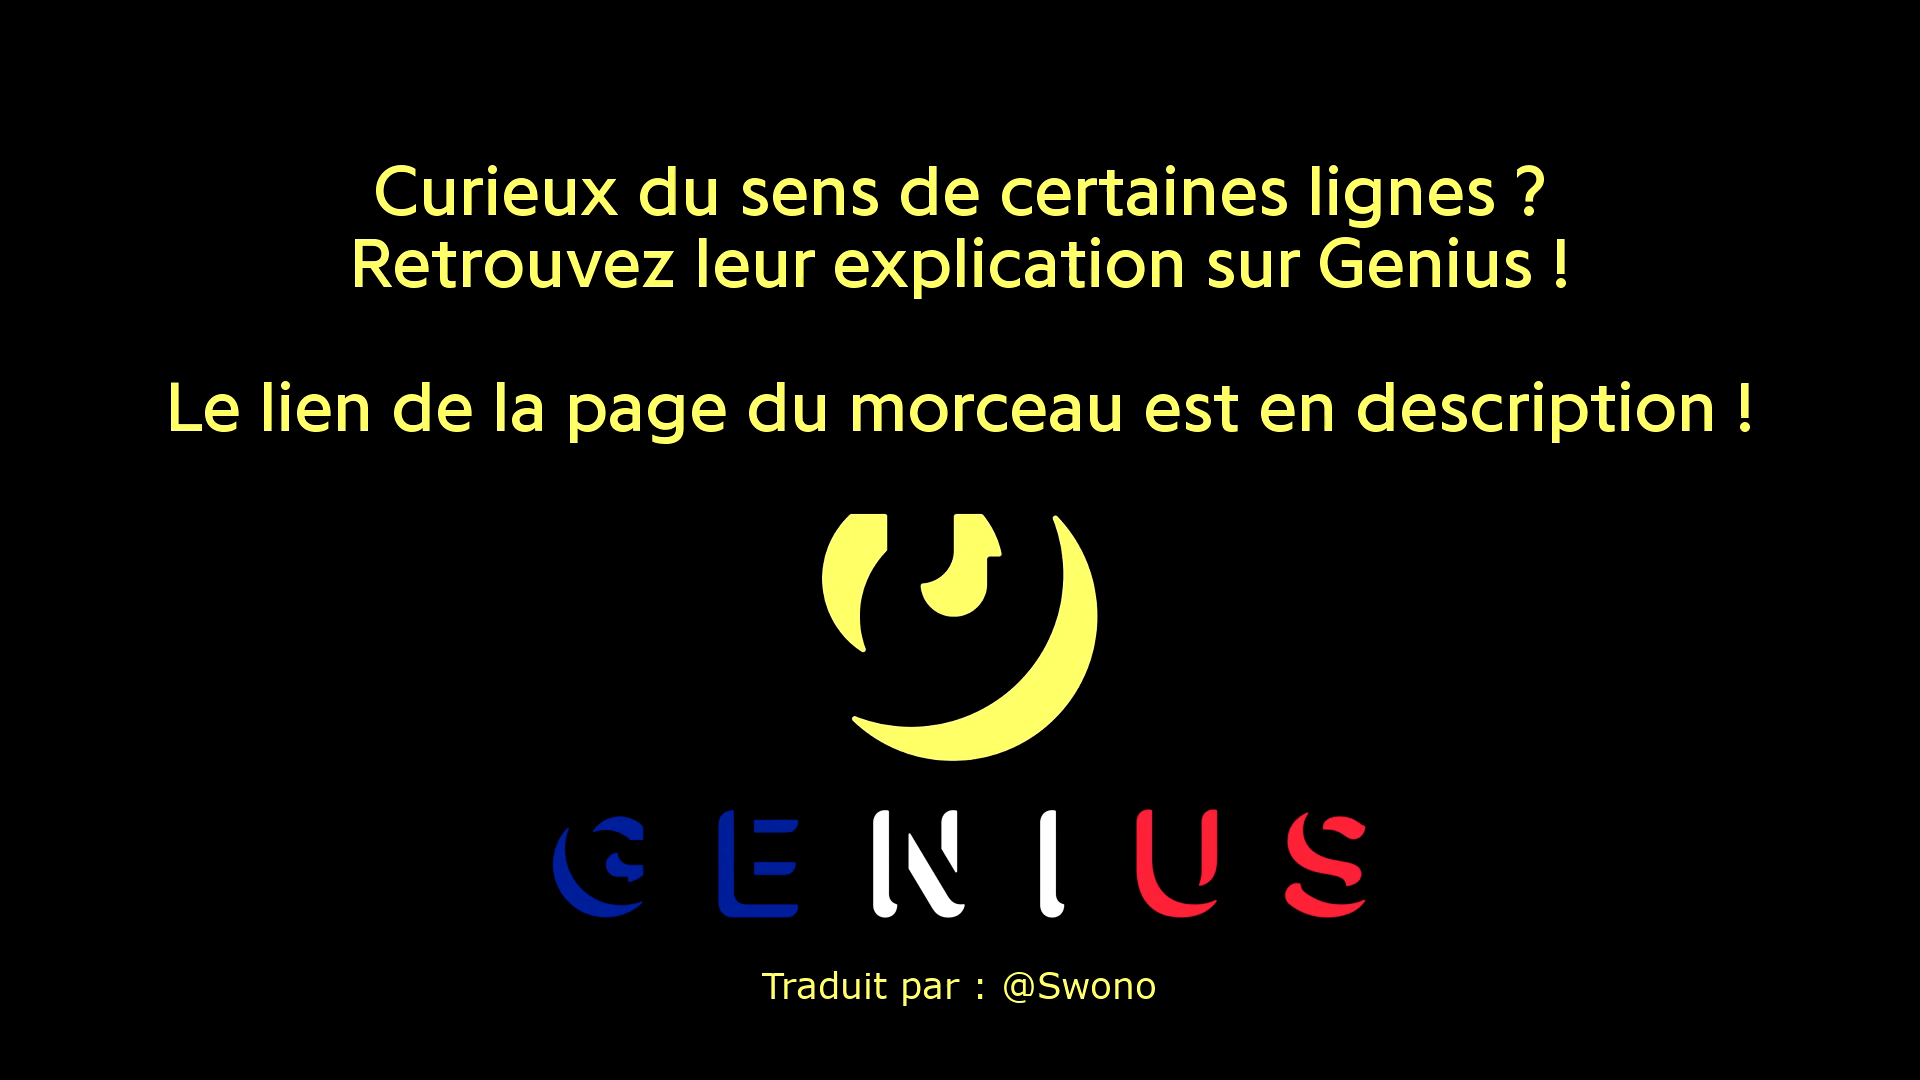 Curieux du sens de certaines lignes ?
Retrouvez leur explication sur Genius !
Le lien de la page du morceau est en description !
GENIUS
Traduit par : @Swono